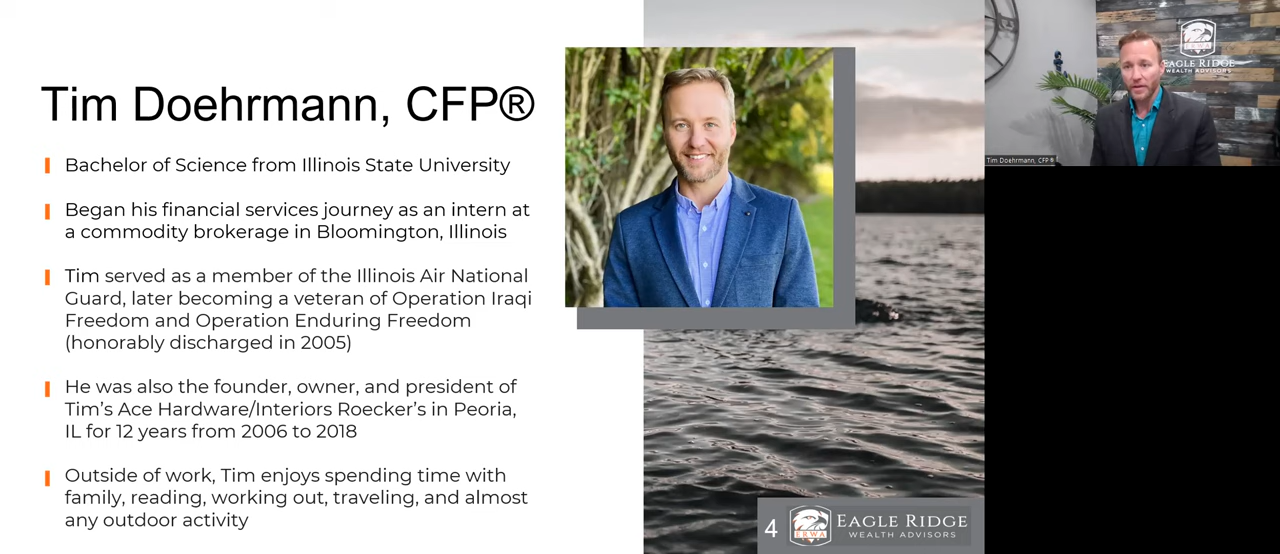 Tim Doehrmann, CFP®
Bachelor of Science from Illinois State University
Began his financial services journey as an intern at
a commodity brokerage in Bloomington, Illinois
Tim served as a member of the Illinois Air National
Guard, later becoming a veteran of Operation Iraqi
Freedom and Operation Enduring Freedom
(honorably discharged in 2005)
He was also the founder, owner, and president of
Tim’s Ace Hardware/Interiors Roecker’s in Peoria,
IL for 12 years from 2006 to 2018
Outside of work, Tim enjoys spending time with
family, reading, working out, traveling, and almost
any outdoor activity
4
ERWA
EAGLE RIDGE
WEALTH ADVISORS
ERWA
EAGLE RIDGE
WEALTH ADVISORS
Tim Doehrmann, CFP®